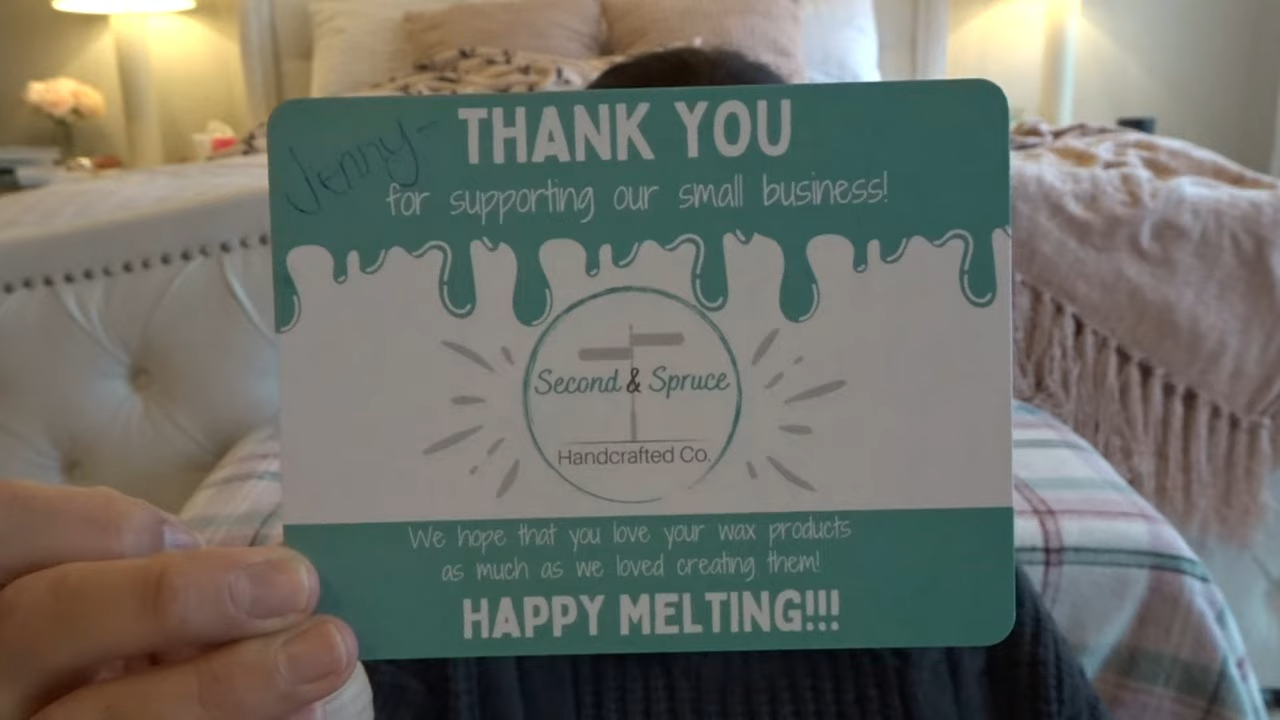 Jenny-
THANK YOU
for supporting our small business!
Second & Spruce
Handcrafted Co.
We hope that you love your wax products
as much as we loved creating them!
HAPPY MELTING!!!